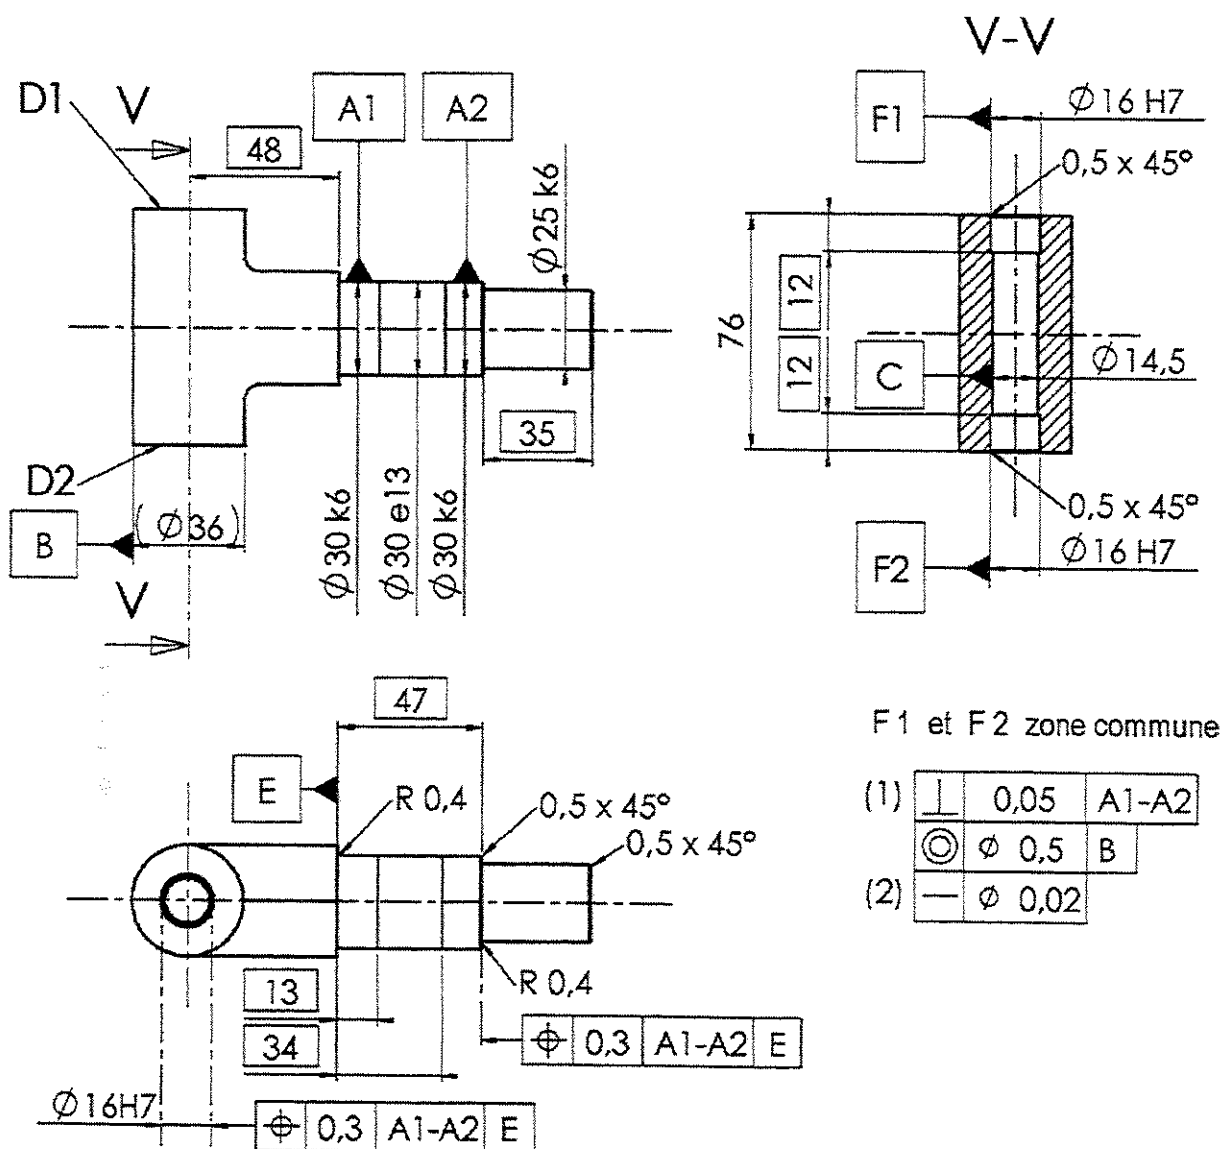 V-V
D1
V
A1
A2
48
Ø25 k6
F1
Ø16 H7
0,5 x 45°
76
12
12
C
Ø14,5
35
D2
B
(Ø36)
Ø30 k6
Ø30 e13
Ø30 k6
0,5 x 45°
F2
Ø16 H7
V
47
E
R 0,4
0,5 x 45°
0,5 x 45°
F1 et F2 zone commune
(1) ⊥ 0,05 A1-A2
◎ Ø 0,5 B
(2) — Ø 0,02
13
R 0,4
34
⌖ 0,3 A1-A2 E
Ø16H7
⌖ 0,3 A1-A2 E